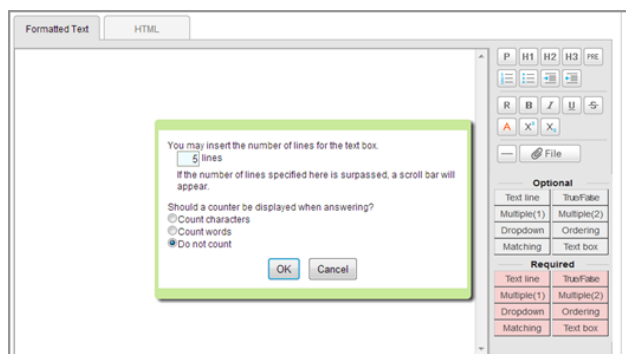 Formatted Text HTML
P H1 H2 H3 PRE
R B I U S
A X' X,
File
You may insert the number of lines for the text box.
5 lines
If the number of lines specified here is surpassed, a scroll bar will
appear.
Should a counter be displayed when answering?
Count characters
Count words
Do not count
OK Cancel
Optional
Text line True/False
Multiple(1) Multiple(2)
Dropdown Ordering
Matching Text box
Required
Text line True/False
Multiple(1) Multiple(2)
Dropdown Ordering
Matching Text box